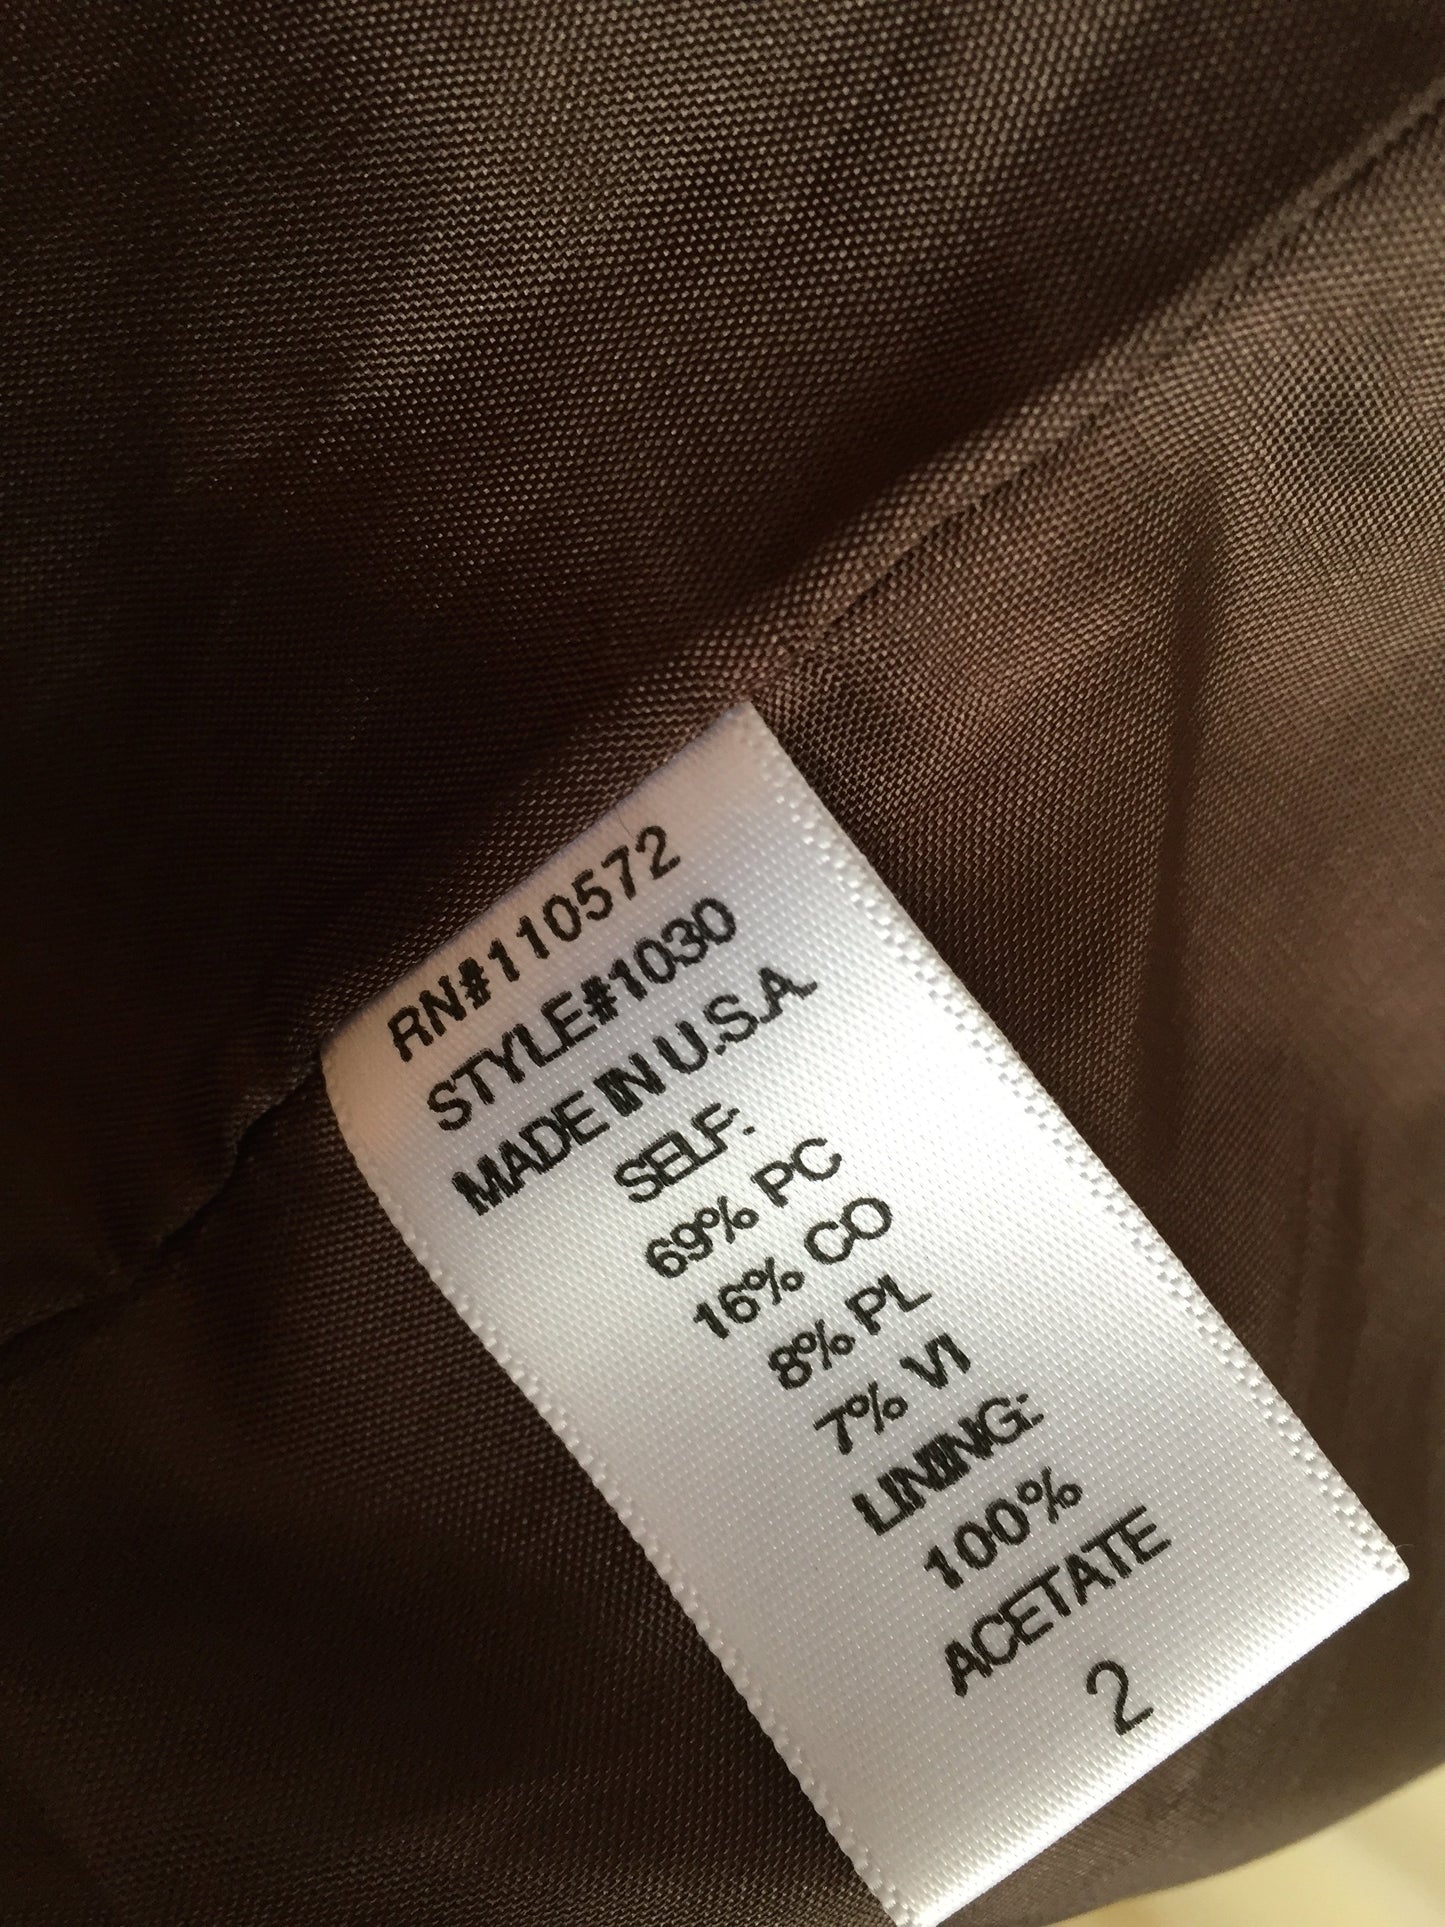 RN#110572
STYLE#1030
MADE IN U.S.A.
SELF:
69% PC
16% CO
8% PL
7% VI
LINING:
100%
ACETATE
2